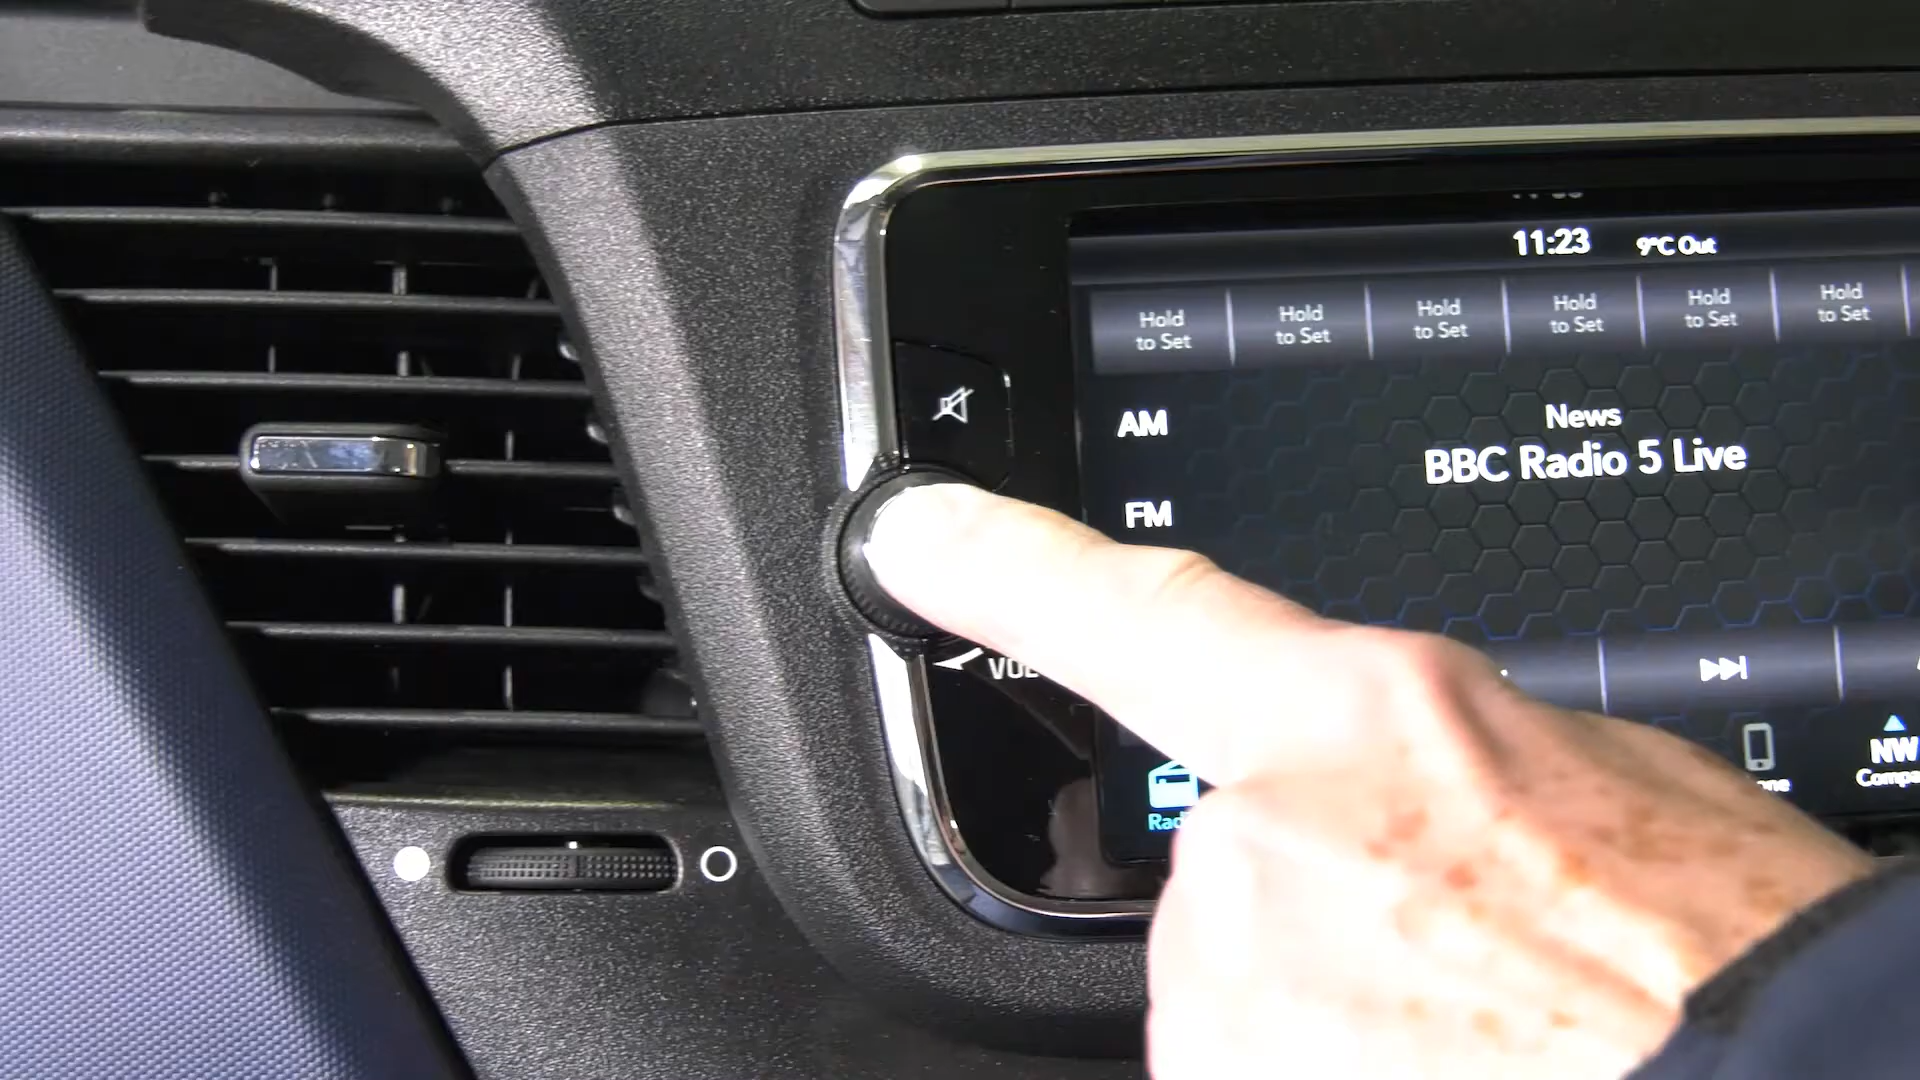 11:23 9°C Out
Hold to Set
Hold to Set
Hold to Set
Hold to Set
Hold to Set
Hold to Set
AM
News
BBC Radio 5 Live
FM
VOL
NW